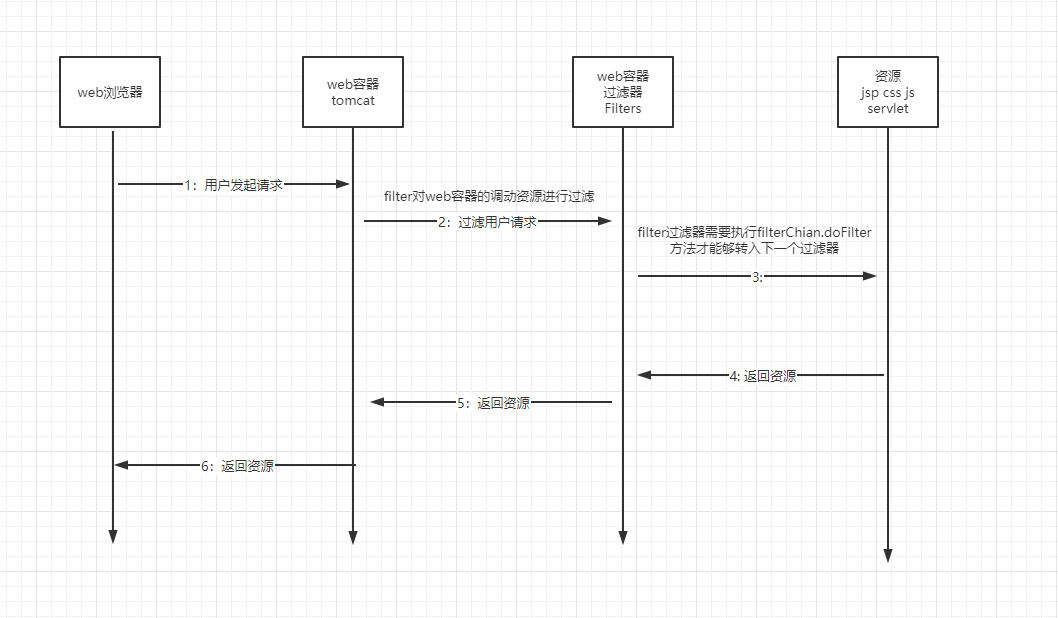 web浏览器
web容器
tomcat
web容器
过滤器
Filters
资源
jsp css js
servlet
1：用户发起请求
filter对web容器的调动资源进行过滤
2：过滤用户请求
filter过滤器需要执行filterChian.doFilter
方法才能够转入下一个过滤器
3:
4: 返回资源
5：返回资源
6：返回资源